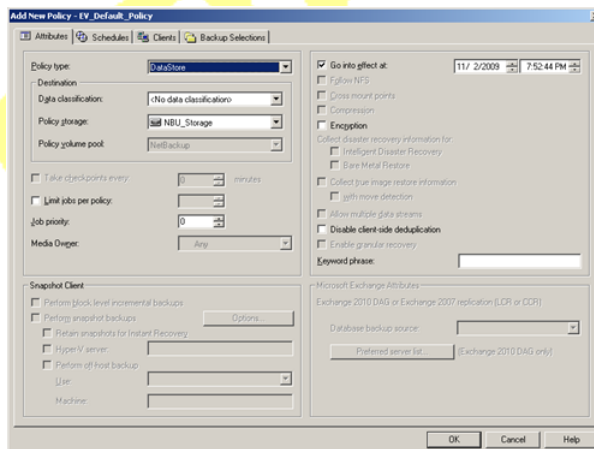 Add New Policy - EV_Default_Policy
Attributes
Schedules
Clients
Backup Selections
Policy type:
DataStore
Destination
Data classification:
<No data classification>
Policy storage:
NBU_Storage
Policy volume pool:
NetBackup
Take checkpoints every:
0
minutes
Limit jobs per policy:
Job priority:
0
Media Owner:
Any
Snapshot Client
Perform block level incremental backups
Perform snapshot backups
Options...
Retain snapshots for Instant Recovery
Hyper-V server:
Perform off-host backup
Use:
Machine:
Go into effect at:
11/ 2/2009
7:52:44 PM
Follow NFS
Cross mount points
Compression
Encryption
Collect disaster recovery information for:
Intelligent Disaster Recovery
Bare Metal Restore
Collect true image restore information
with move detection
Allow multiple data streams
Disable client-side deduplication
Enable granular recovery
Keyword phrase:
Microsoft Exchange Attributes
Exchange 2010 DAG or Exchange 2007 replication (LCR or CCR)
Database backup source:
Preferred server list...
(Exchange 2010 DAG only)
OK
Cancel
Help